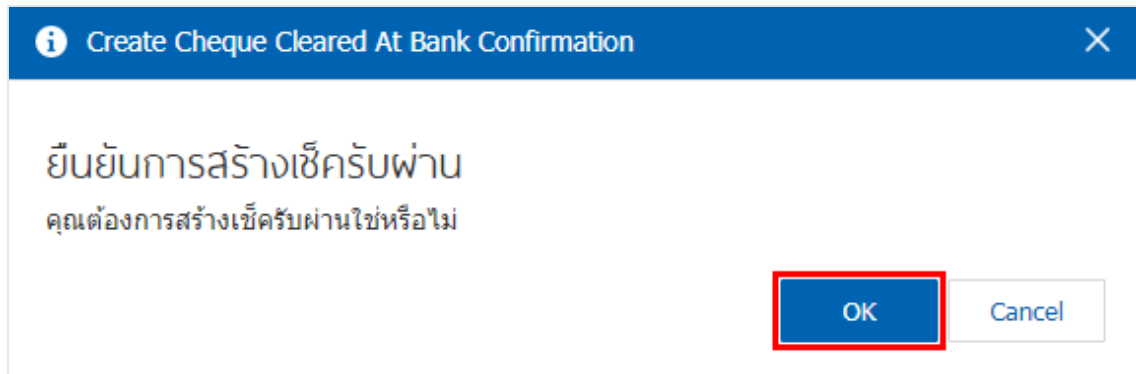 Create Cheque Cleared At Bank Confirmation
ยืนยันการสร้างเช็ครับผ่าน
คุณต้องการสร้างเช็ครับผ่านใช่หรือไม่
OK Cancel